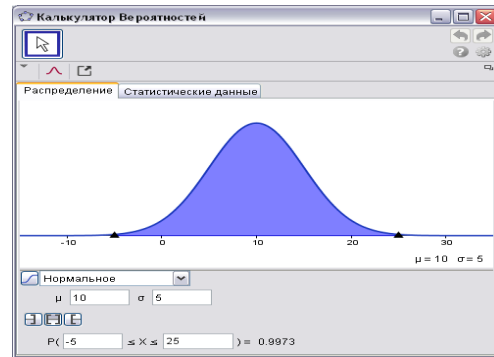 Калькулятор Вероятностей
Распределение Статистические данные
-10 0 10 20 30
μ = 10 σ = 5
Нормальное
μ 10 σ 5
P( -5 ≤ X ≤ 25 ) = 0.9973